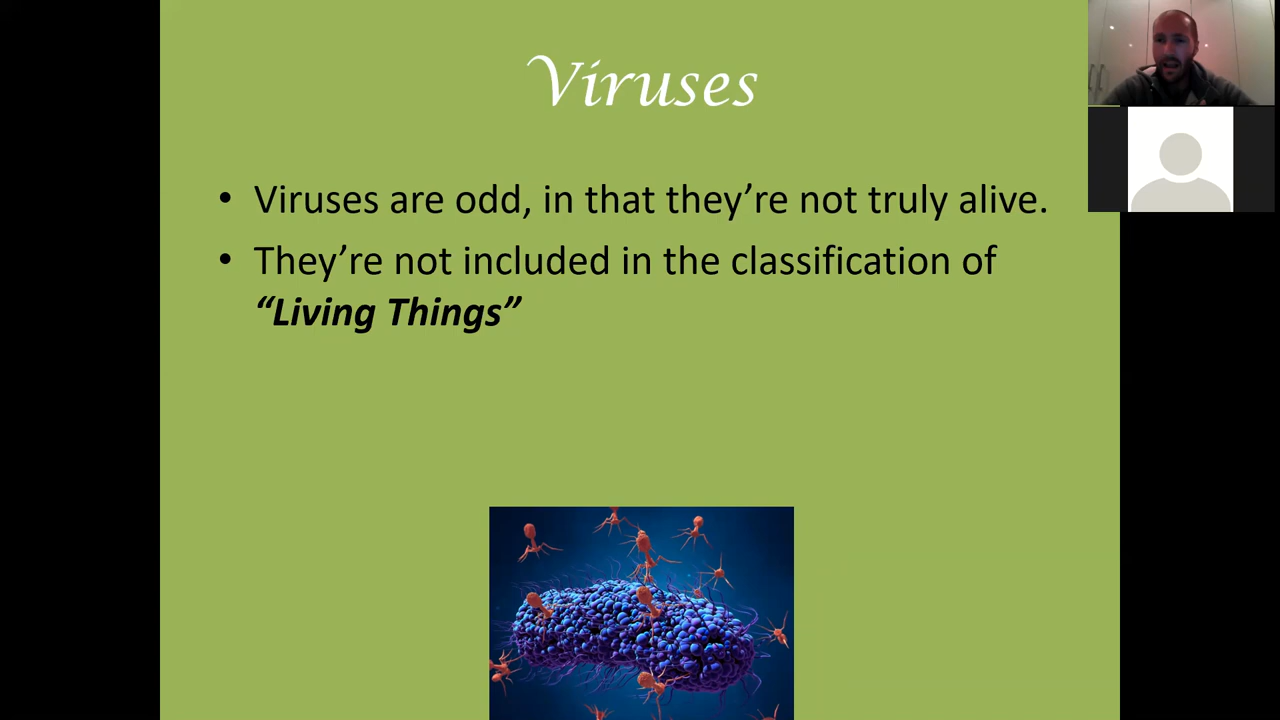 Viruses
• Viruses are odd, in that they’re not truly alive.
• They’re not included in the classification of
“Living Things”